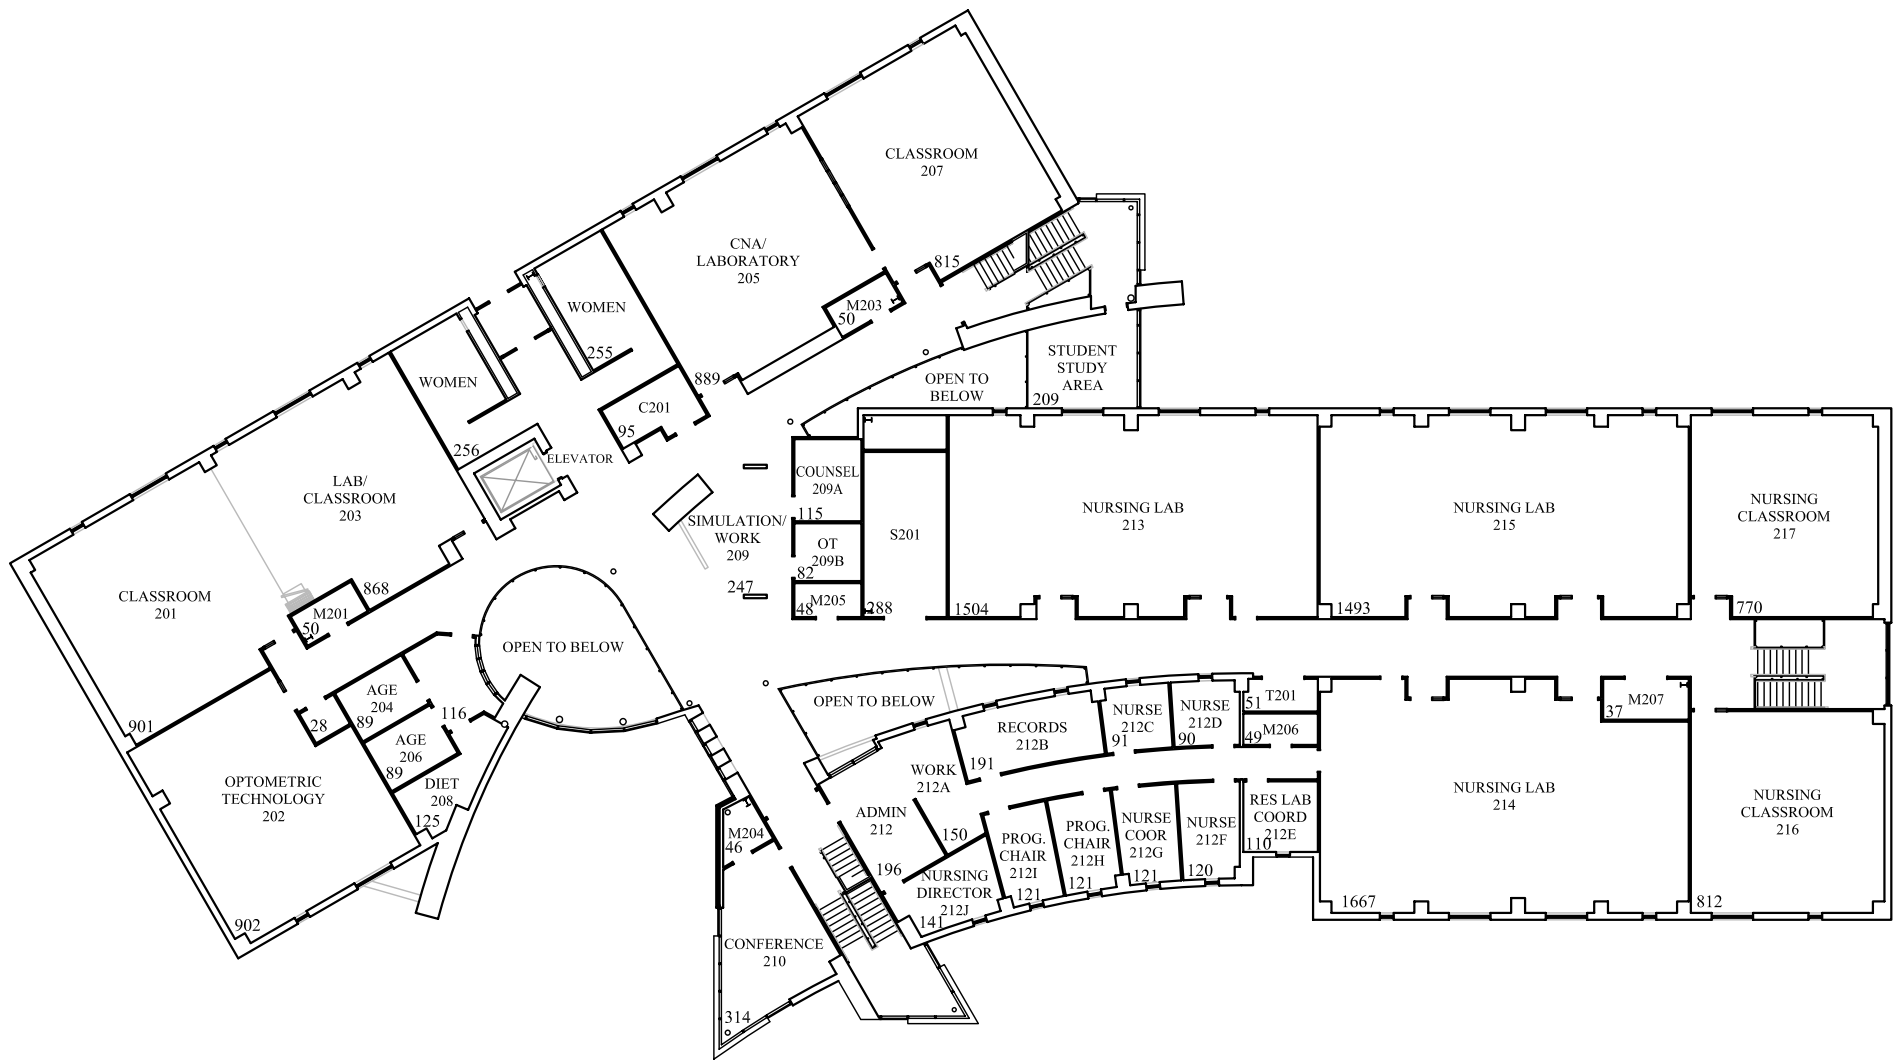 CLASSROOM
207
CNA/
LABORATORY
205
815
M203
50
WOMEN
255
STUDENT
STUDY
AREA
209
OPEN TO
BELOW
889
WOMEN
C201
95
256
ELEVATOR
LAB/
CLASSROOM
203
868
COUNSEL
209A
115
SIMULATION/
WORK
209
247
OT
209B
82
M205
48
S201
288
NURSING LAB
213
1504
NURSING LAB
215
1493
NURSING
CLASSROOM
217
770
CLASSROOM
201
901
M201
50
OPEN TO BELOW
AGE
204
89
28
116
AGE
206
89
DIET
208
125
OPTOMETRIC
TECHNOLOGY
202
902
OPEN TO BELOW
RECORDS
212B
191
NURSE
212C
91
NURSE
212D
90
T201
51
M206
49
M207
37
WORK
212A
150
ADMIN
212
196
M204
46
PROG.
CHAIR
212I
121
PROG.
CHAIR
212H
121
NURSE
COOR
212G
121
NURSE
212F
120
RES LAB
COORD
212E
110
NURSING LAB
214
1667
NURSING
CLASSROOM
216
812
NURSING
DIRECTOR
212J
141
CONFERENCE
210
314